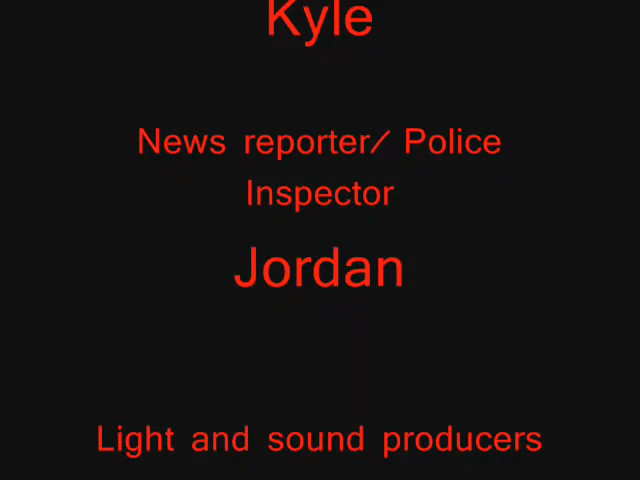 Kyle
News reporter/ Police
Inspector
Jordan
Light and sound producers